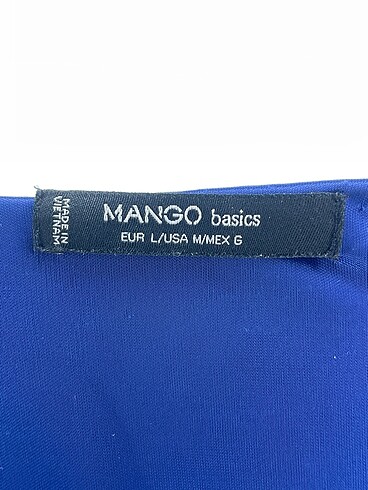 MADE IN
VIETNAM
MANGO basics
EUR L/USA M/MEX G